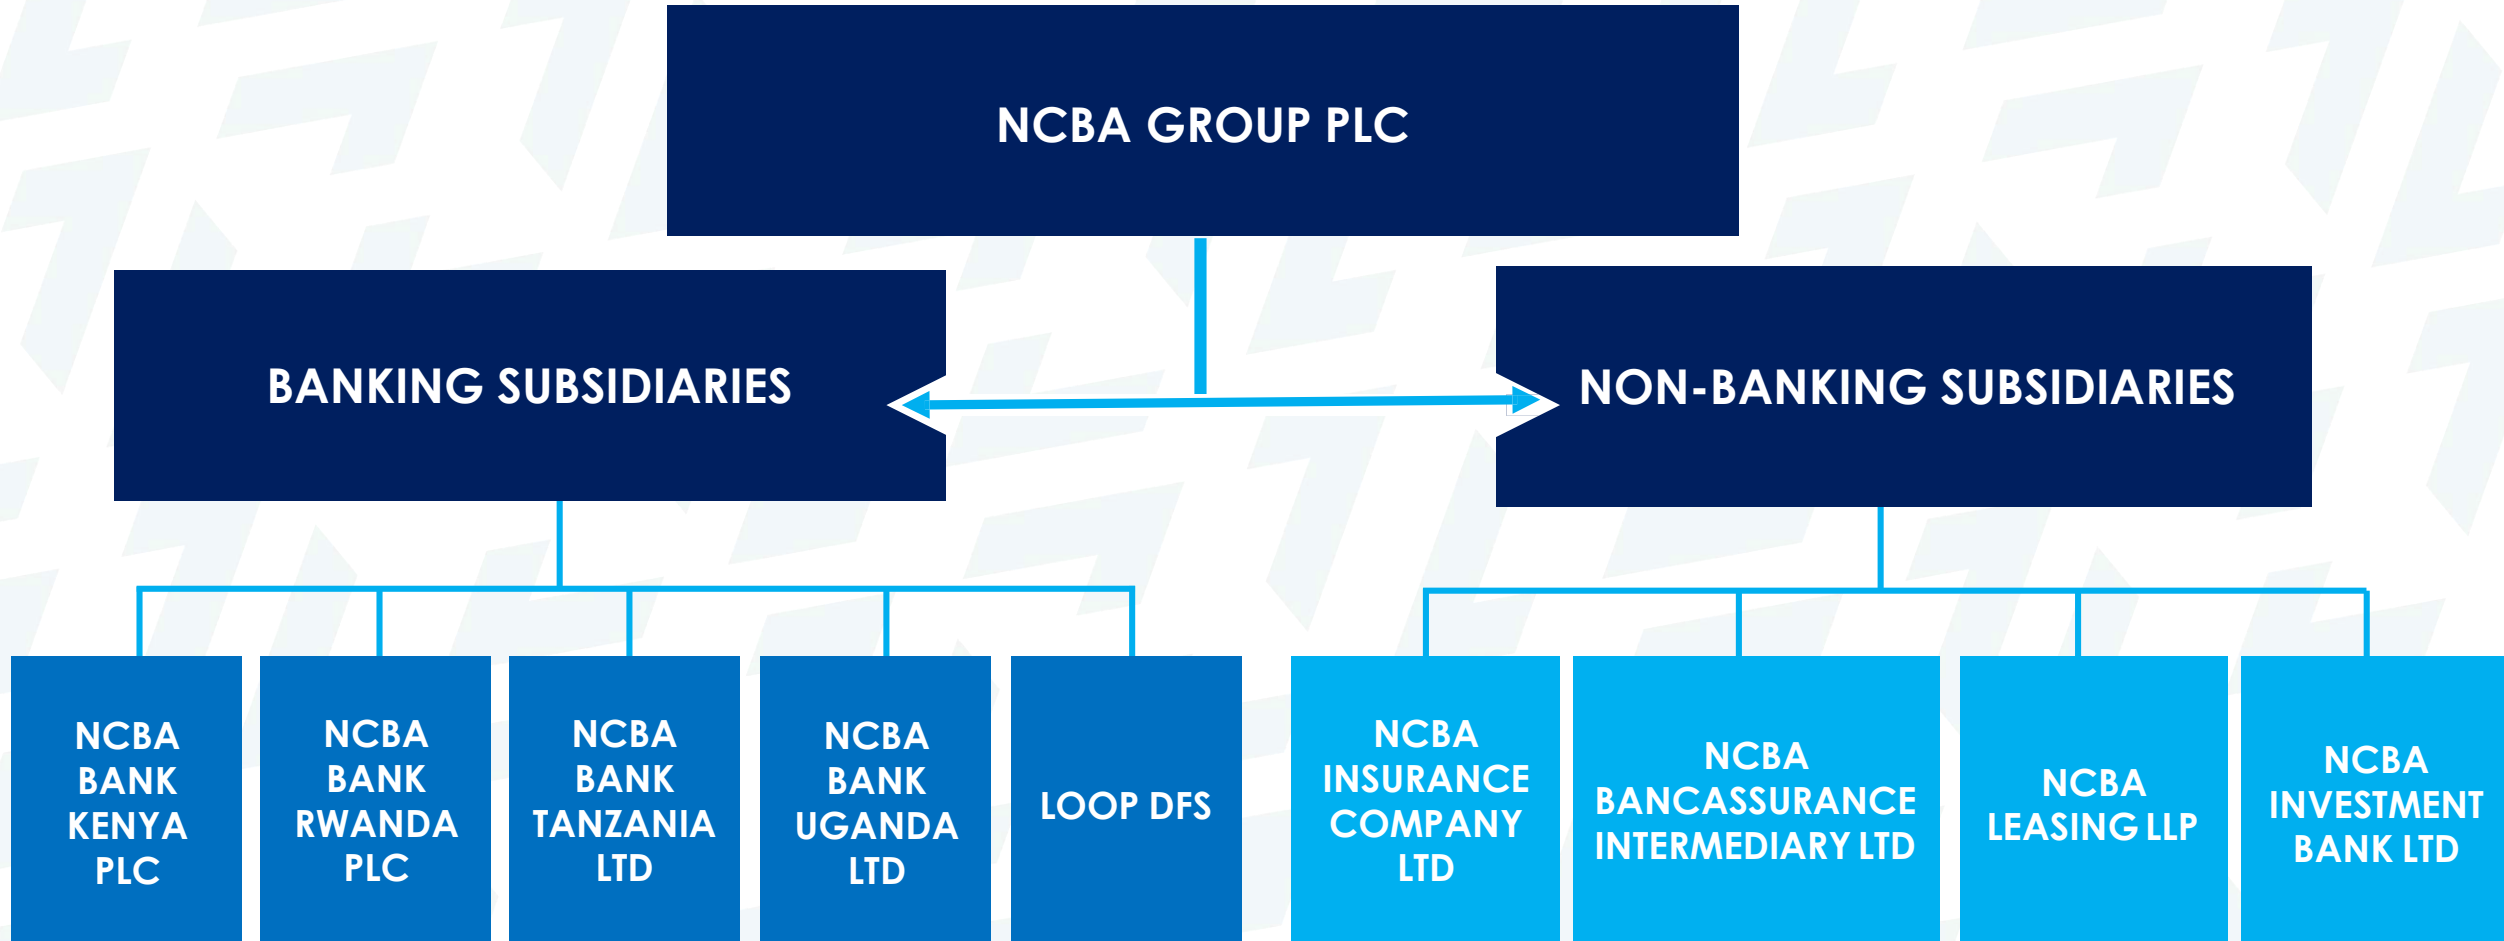 NCBA GROUP PLC
BANKING SUBSIDIARIES
NON-BANKING SUBSIDIARIES
NCBA
BANK
KENYA
PLC
NCBA
BANK
RWANDA
PLC
NCBA
BANK
TANZANIA
LTD
NCBA
BANK
UGANDA
LTD
LOOP DFS
NCBA
INSURANCE
COMPANY
LTD
NCBA
BANCASSURANCE
INTERMEDIARY LTD
NCBA
LEASING LLP
NCBA
INVESTMENT
BANK LTD